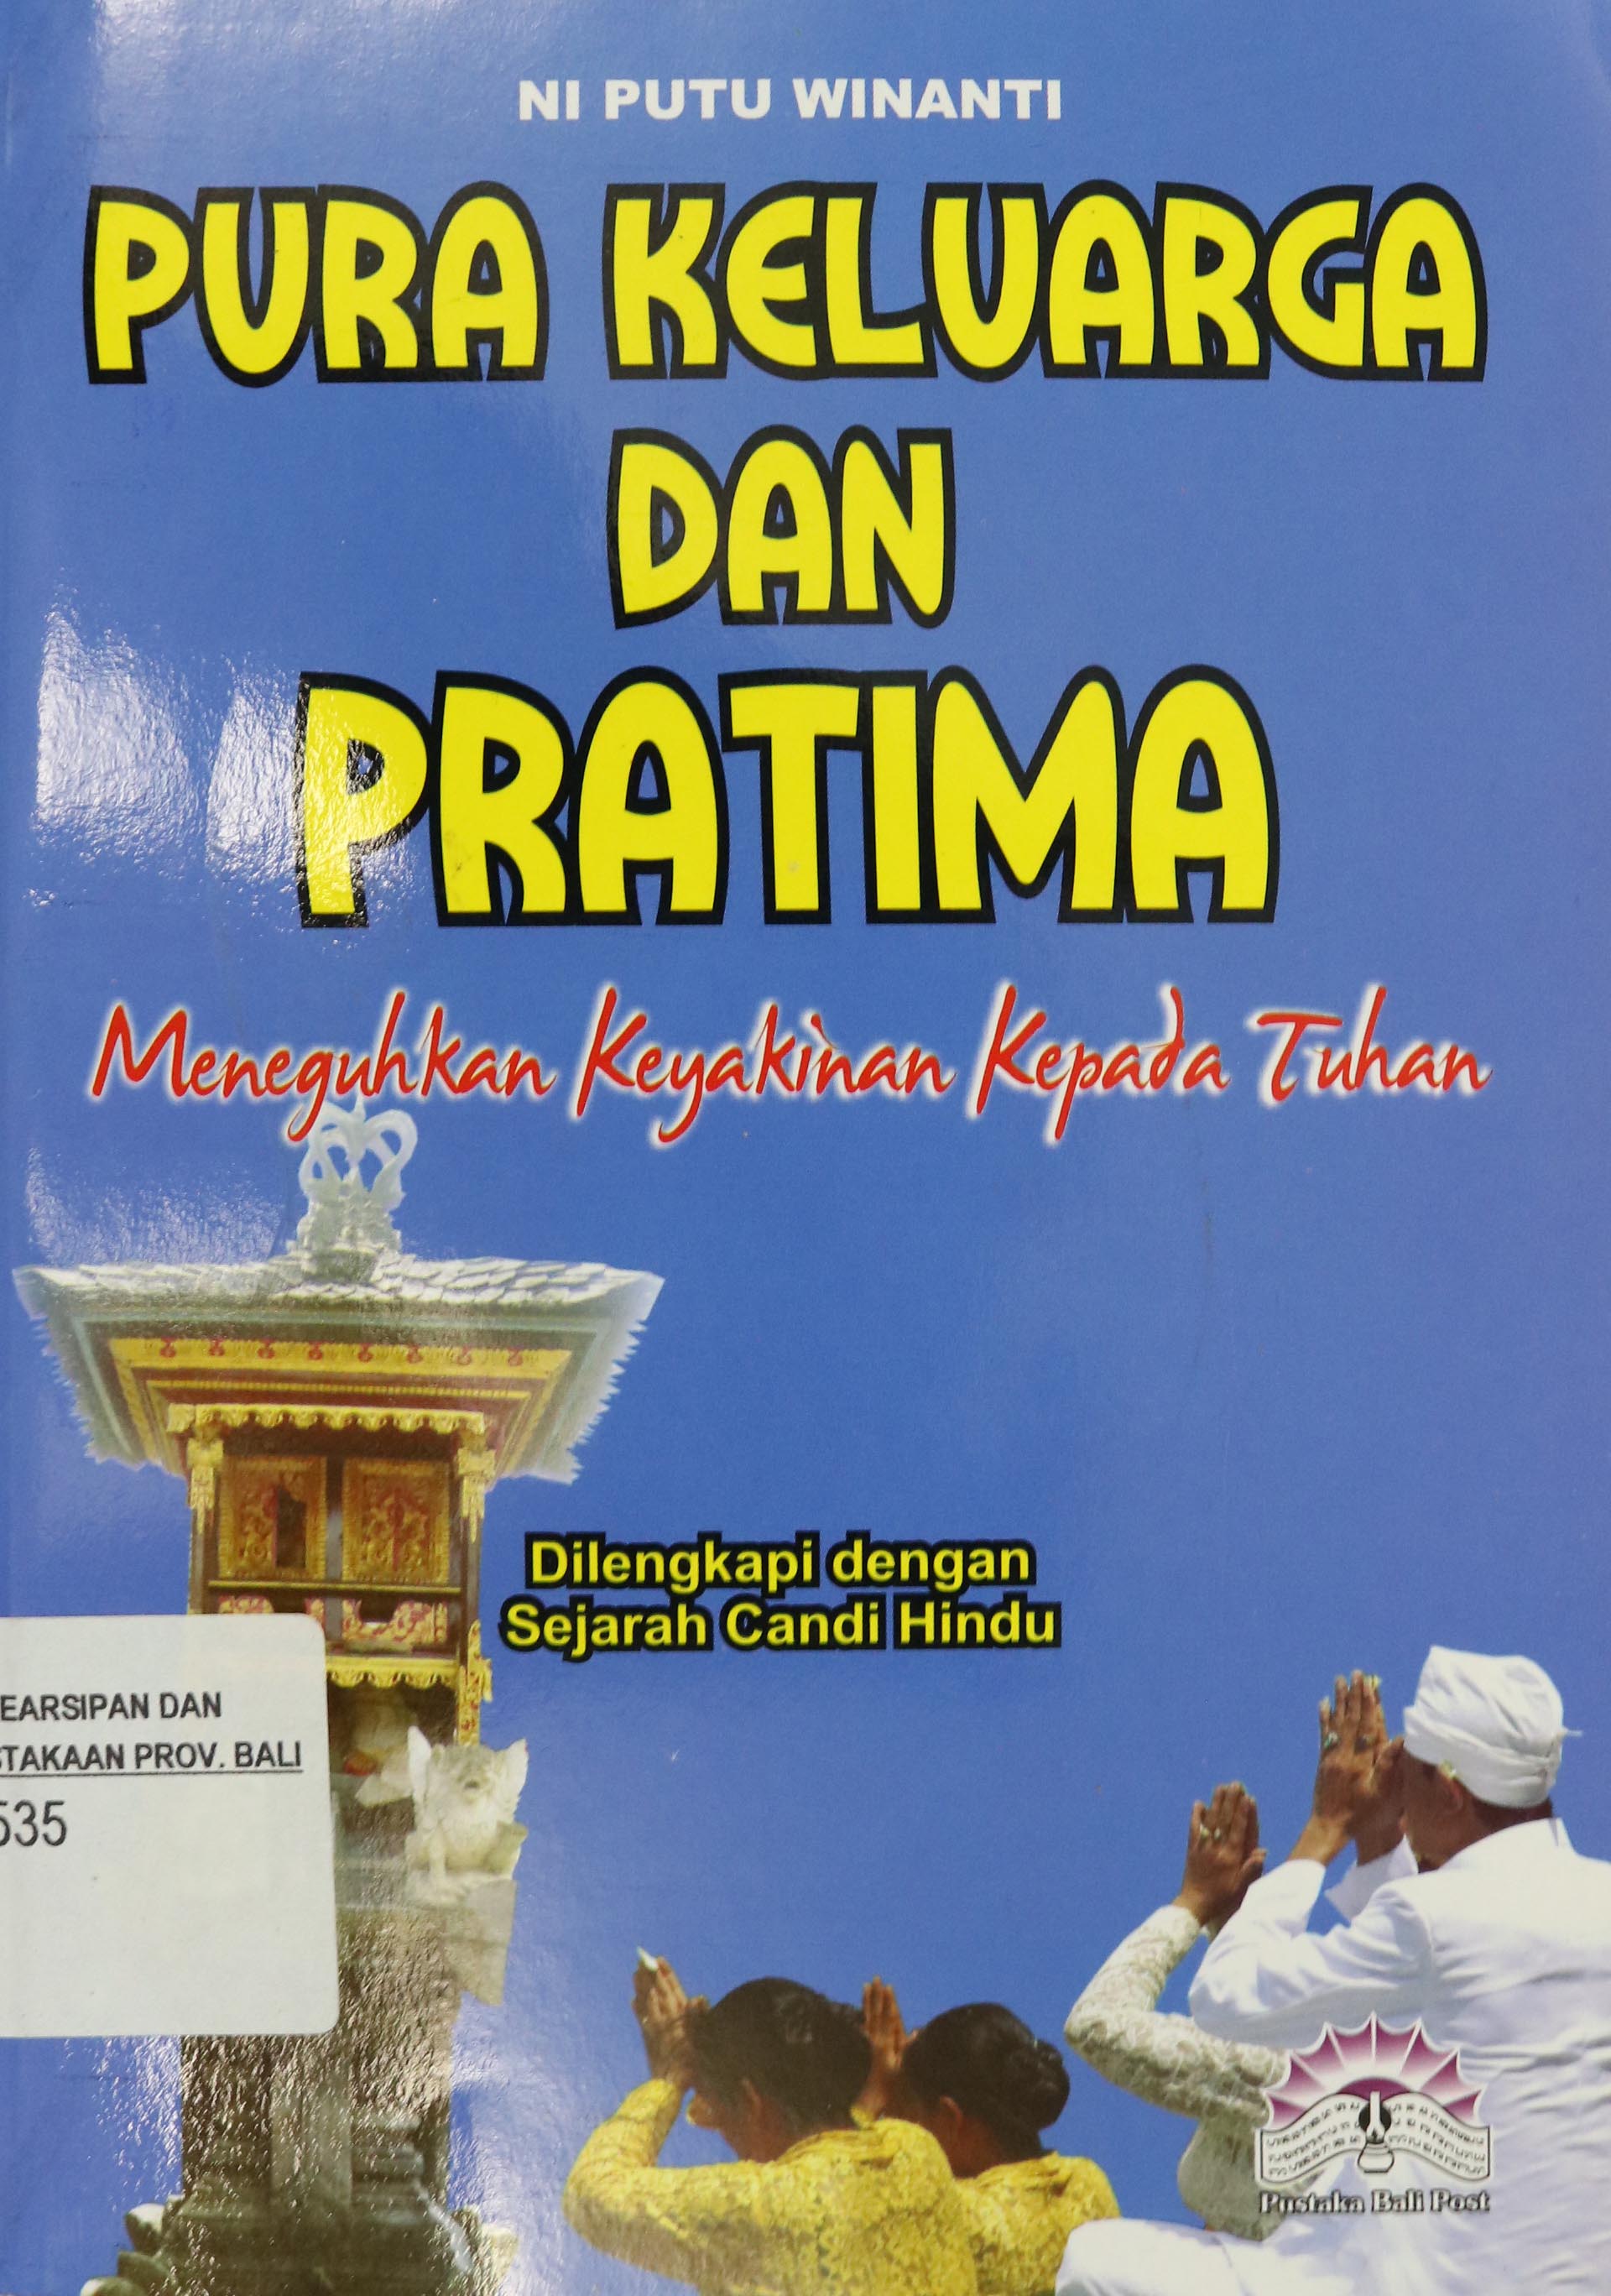 NI PUTU WINANTI
PURA KELUARGA
DAN
PRATIMA
Meneguhkan Keyakinan Kepada Tuhan
Dilengkapi dengan
Sejarah Candi Hindu
EARSIPAN DAN
STAKAAN PROV. BALI
535
Pustaka Bali Post